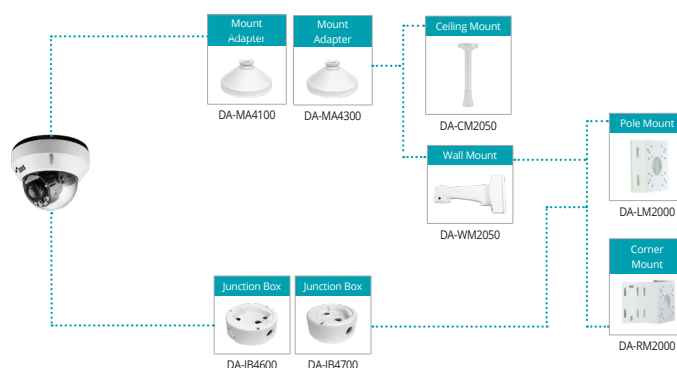 Mount
Adapter
DA-MA4100
Mount
Adapter
DA-MA4300
Ceiling Mount
DA-CM2050
Wall Mount
DA-WM2050
Pole Mount
DA-LM2000
Corner
Mount
DA-RM2000
Junction Box
DA-JB4600
Junction Box
DA-JB4700